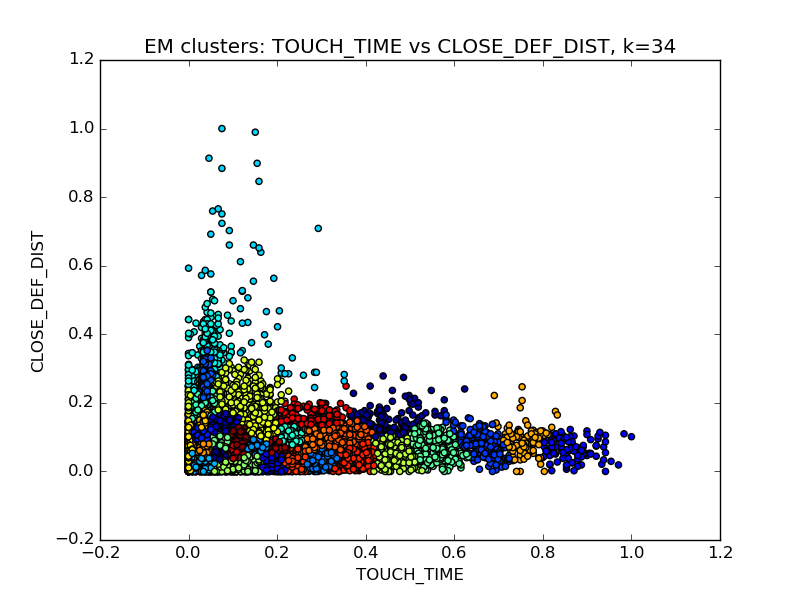 EM clusters: TOUCH_TIME vs CLOSE_DEF_DIST, k=34
1.2
1.0
0.8
0.6
0.4
0.2
0.0
−0.2
CLOSE_DEF_DIST
−0.2 0.0 0.2 0.4 0.6 0.8 1.0 1.2
TOUCH_TIME